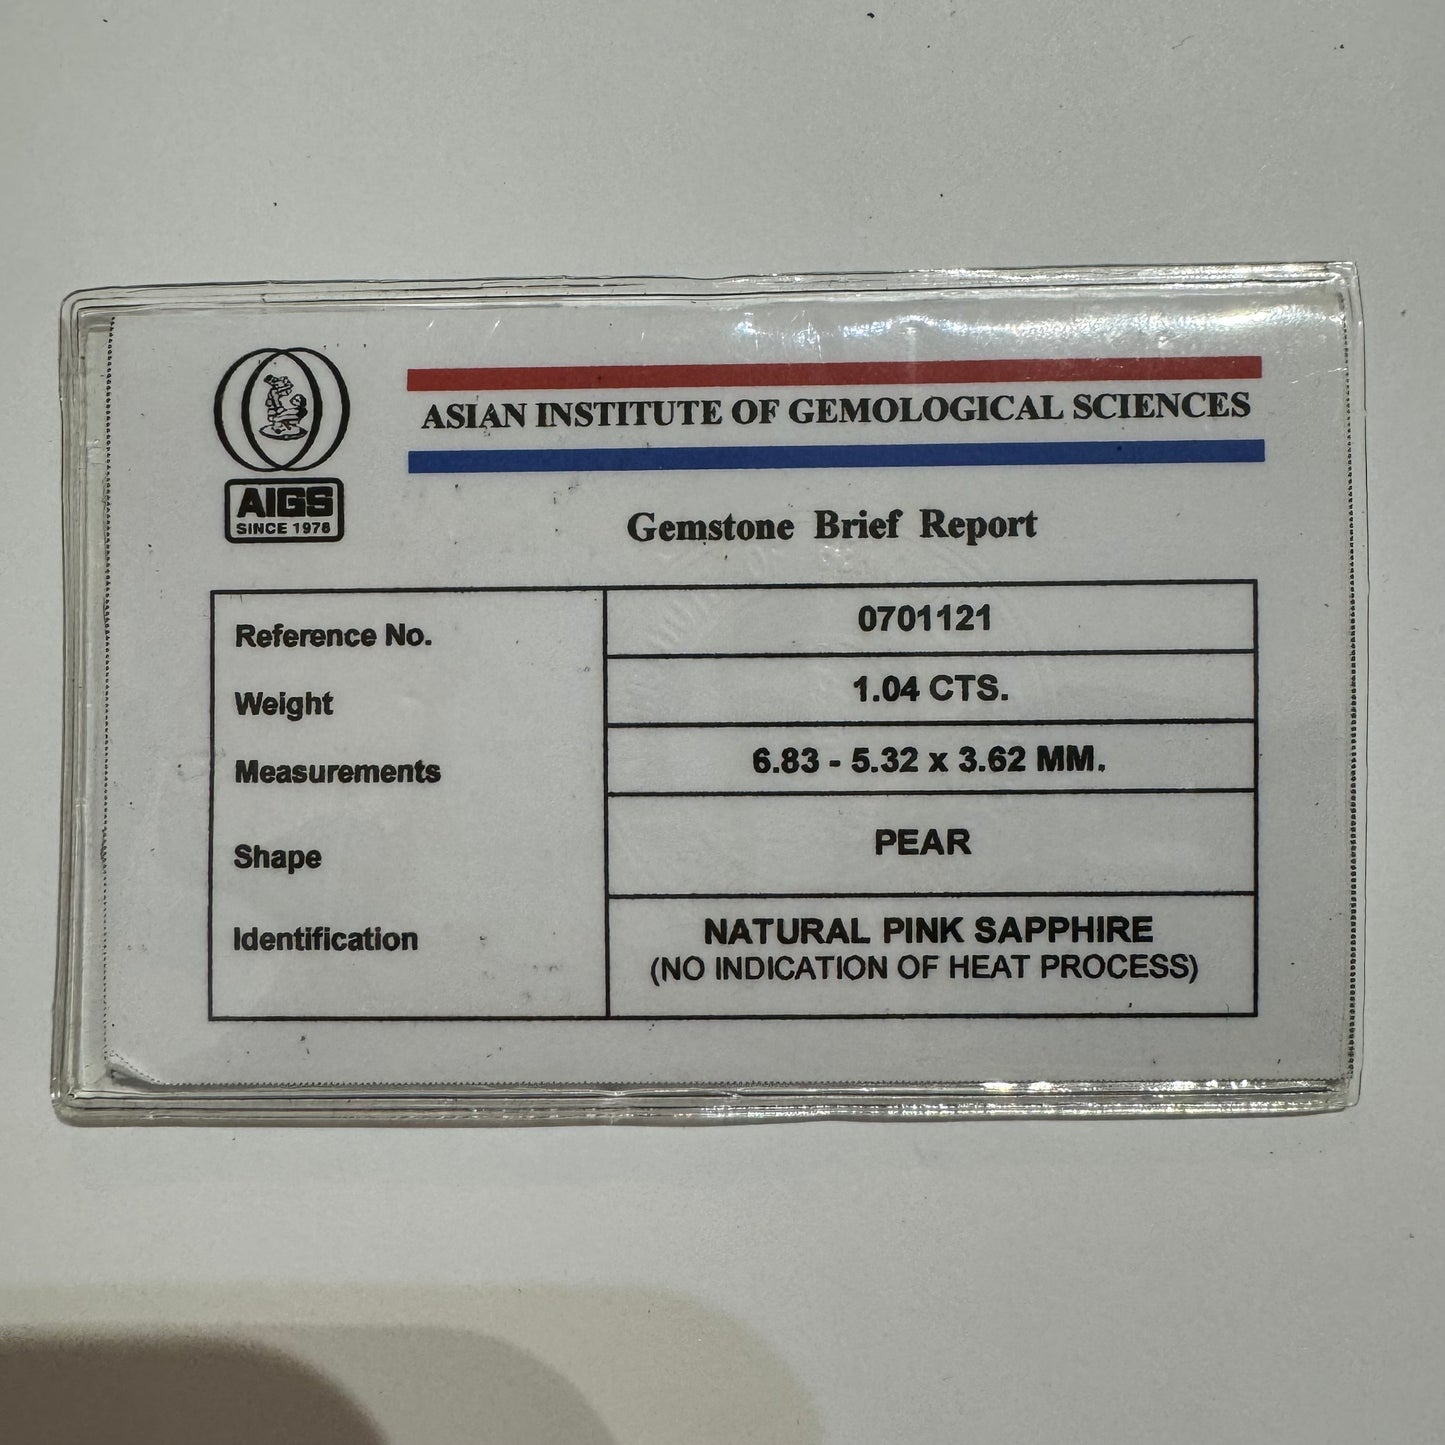 ASIAN INSTITUTE OF GEMOLOGICAL SCIENCES
AIGS
SINCE 1978
Gemstone Brief Report
Reference No. 0701121
Weight 1.04 CTS.
Measurements 6.83 - 5.32 x 3.62 MM.
Shape PEAR
Identification NATURAL PINK SAPPHIRE
(NO INDICATION OF HEAT PROCESS)